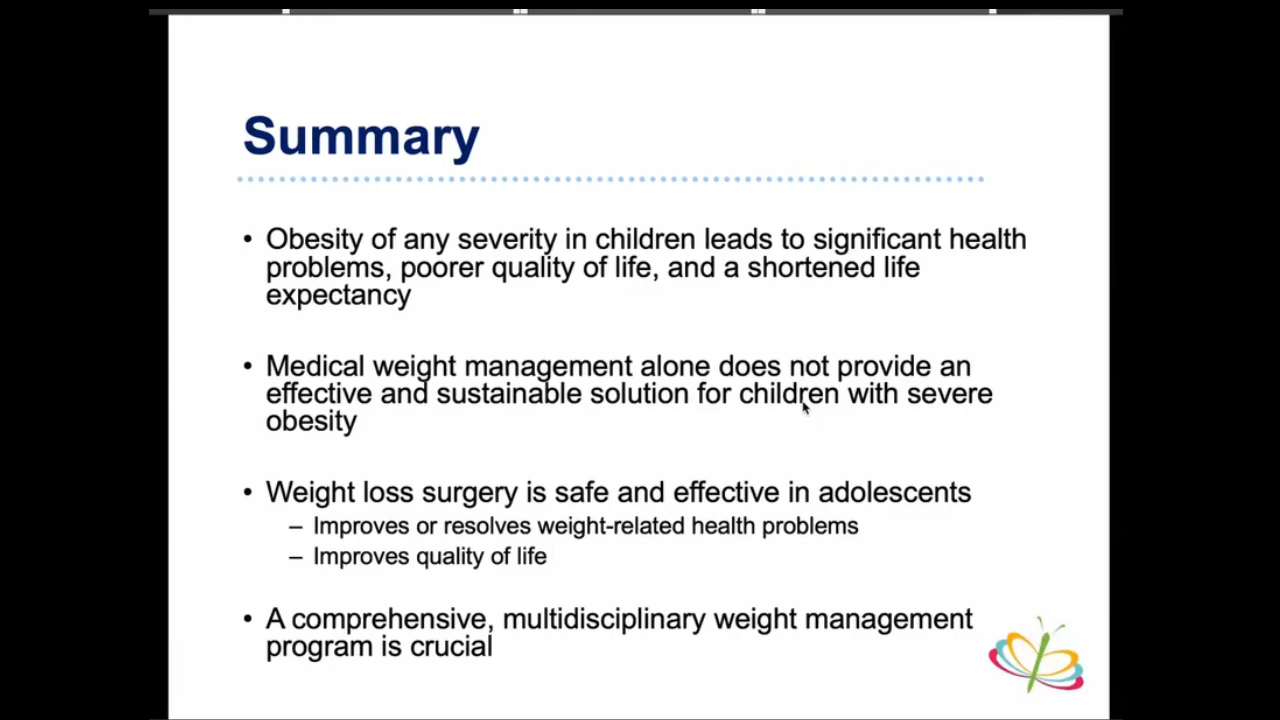 Summary
• Obesity of any severity in children leads to significant health
problems, poorer quality of life, and a shortened life
expectancy
• Medical weight management alone does not provide an
effective and sustainable solution for children with severe
obesity
• Weight loss surgery is safe and effective in adolescents
– Improves or resolves weight-related health problems
– Improves quality of life
• A comprehensive, multidisciplinary weight management
program is crucial